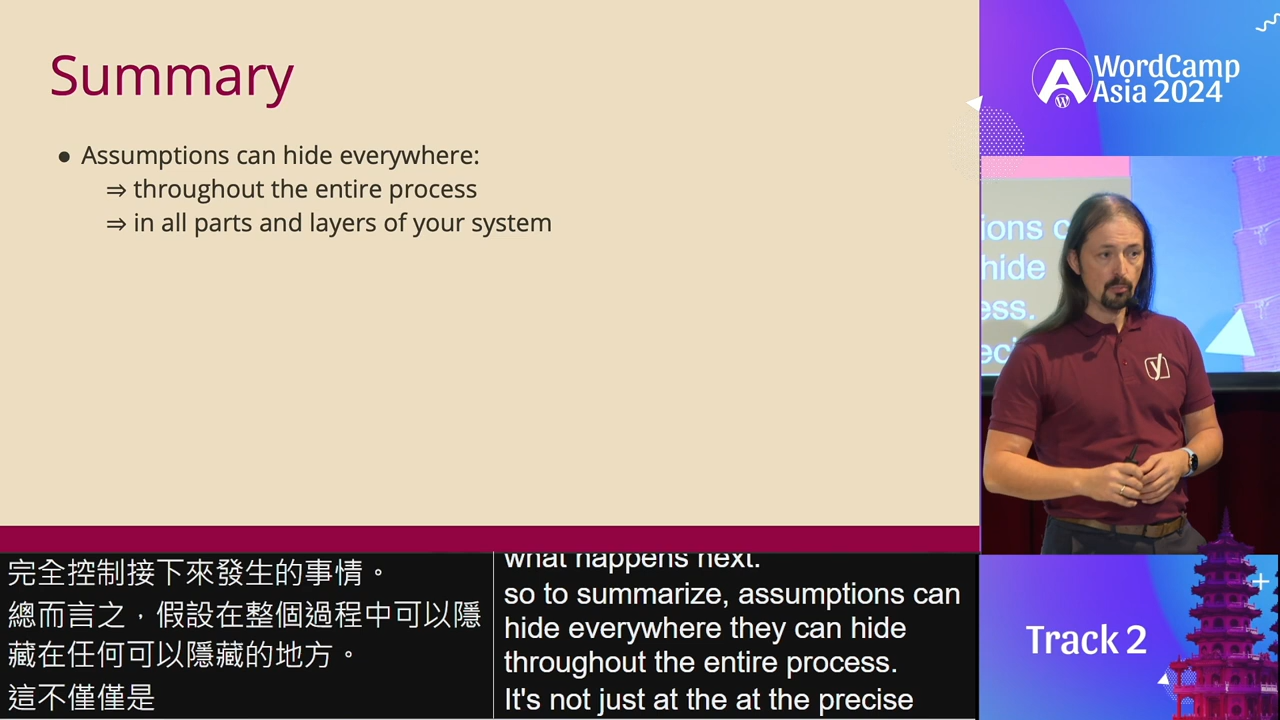 Summary
● Assumptions can hide everywhere:
⇒ throughout the entire process
⇒ in all parts and layers of your system
WordCamp
Asia 2024
ions c
hide
ess.
eci
完全控制接下來發生的事情。
總而言之，假設在整個過程中可以隱
藏在任何可以隱藏的地方。
這不僅僅是
what happens next.
so to summarize, assumptions can
hide everywhere they can hide
throughout the entire process.
It's not just at the at the precise
Track 2